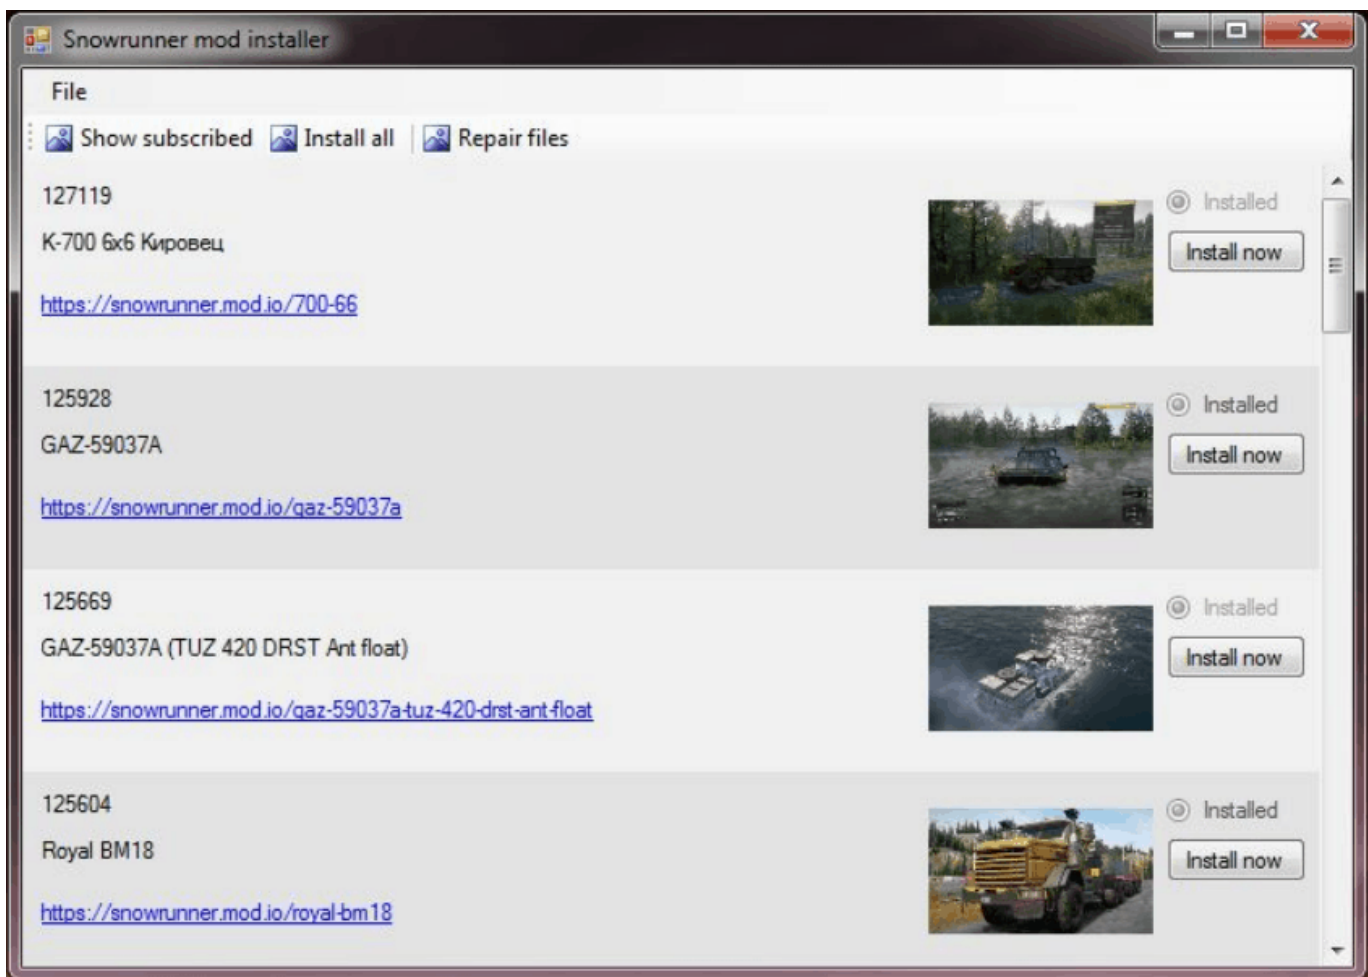 Snowrunner mod installer
File
Show subscribed Install all Repair files
127119
K-700 6x6 Кировец
https://snowrunner.mod.io/700-66
Installed
Install now
125928
GAZ-59037A
https://snowrunner.mod.io/gaz-59037a
Installed
Install now
125669
GAZ-59037A (TUZ 420 DRST Ant float)
https://snowrunner.mod.io/gaz-59037a-tuz-420-drst-ant-float
Installed
Install now
125604
Royal BM18
https://snowrunner.mod.io/royal-bm18
Installed
Install now